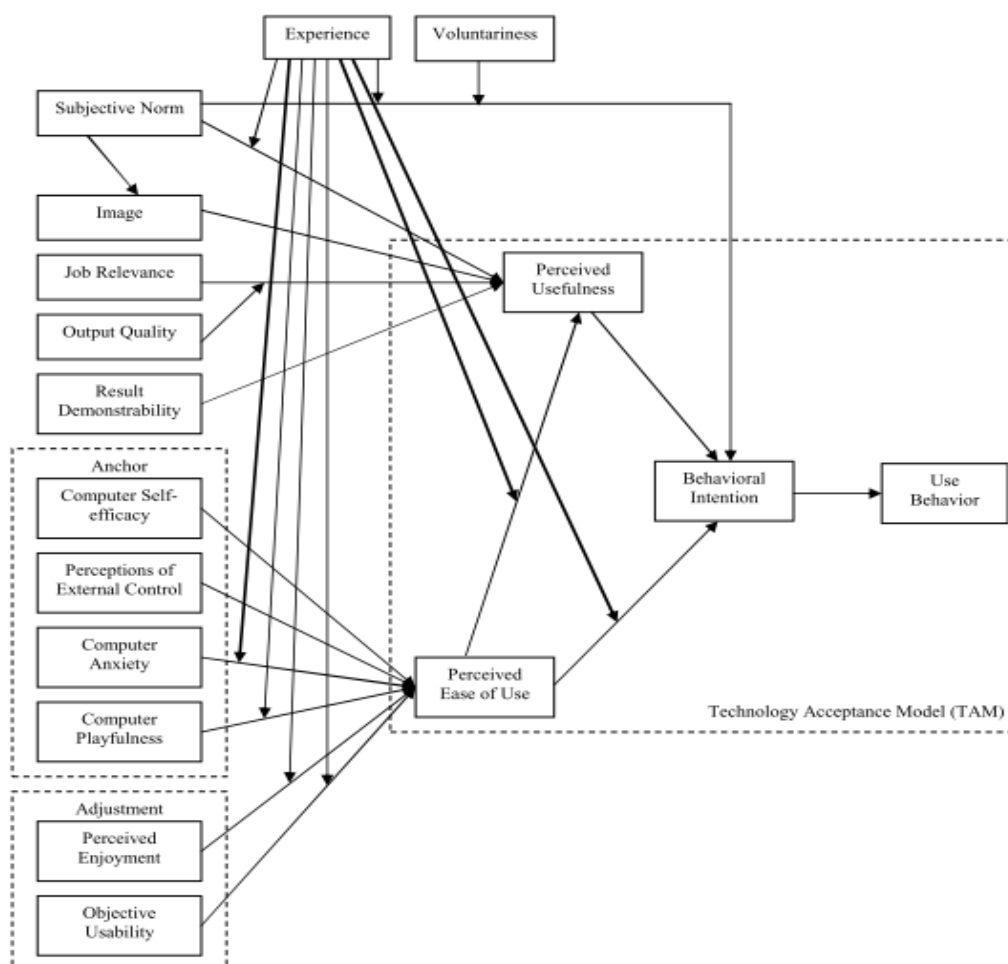 Experience
Voluntariness
Subjective Norm
Image
Job Relevance
Output Quality
Result
Demonstrability
Anchor
Computer Self-
efficacy
Perceptions of
External Control
Computer
Anxiety
Computer
Playfulness
Adjustment
Perceived
Enjoyment
Objective
Usability
Perceived
Usefulness
Behavioral
Intention
Use
Behavior
Perceived
Ease of Use
Technology Acceptance Model (TAM)